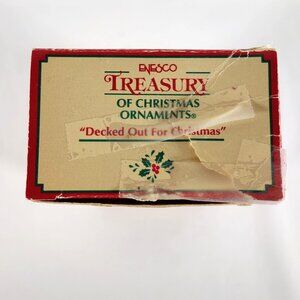 ENESCO
TREASURY
OF CHRISTMAS
ORNAMENTS®
"Decked Out For Christmas"